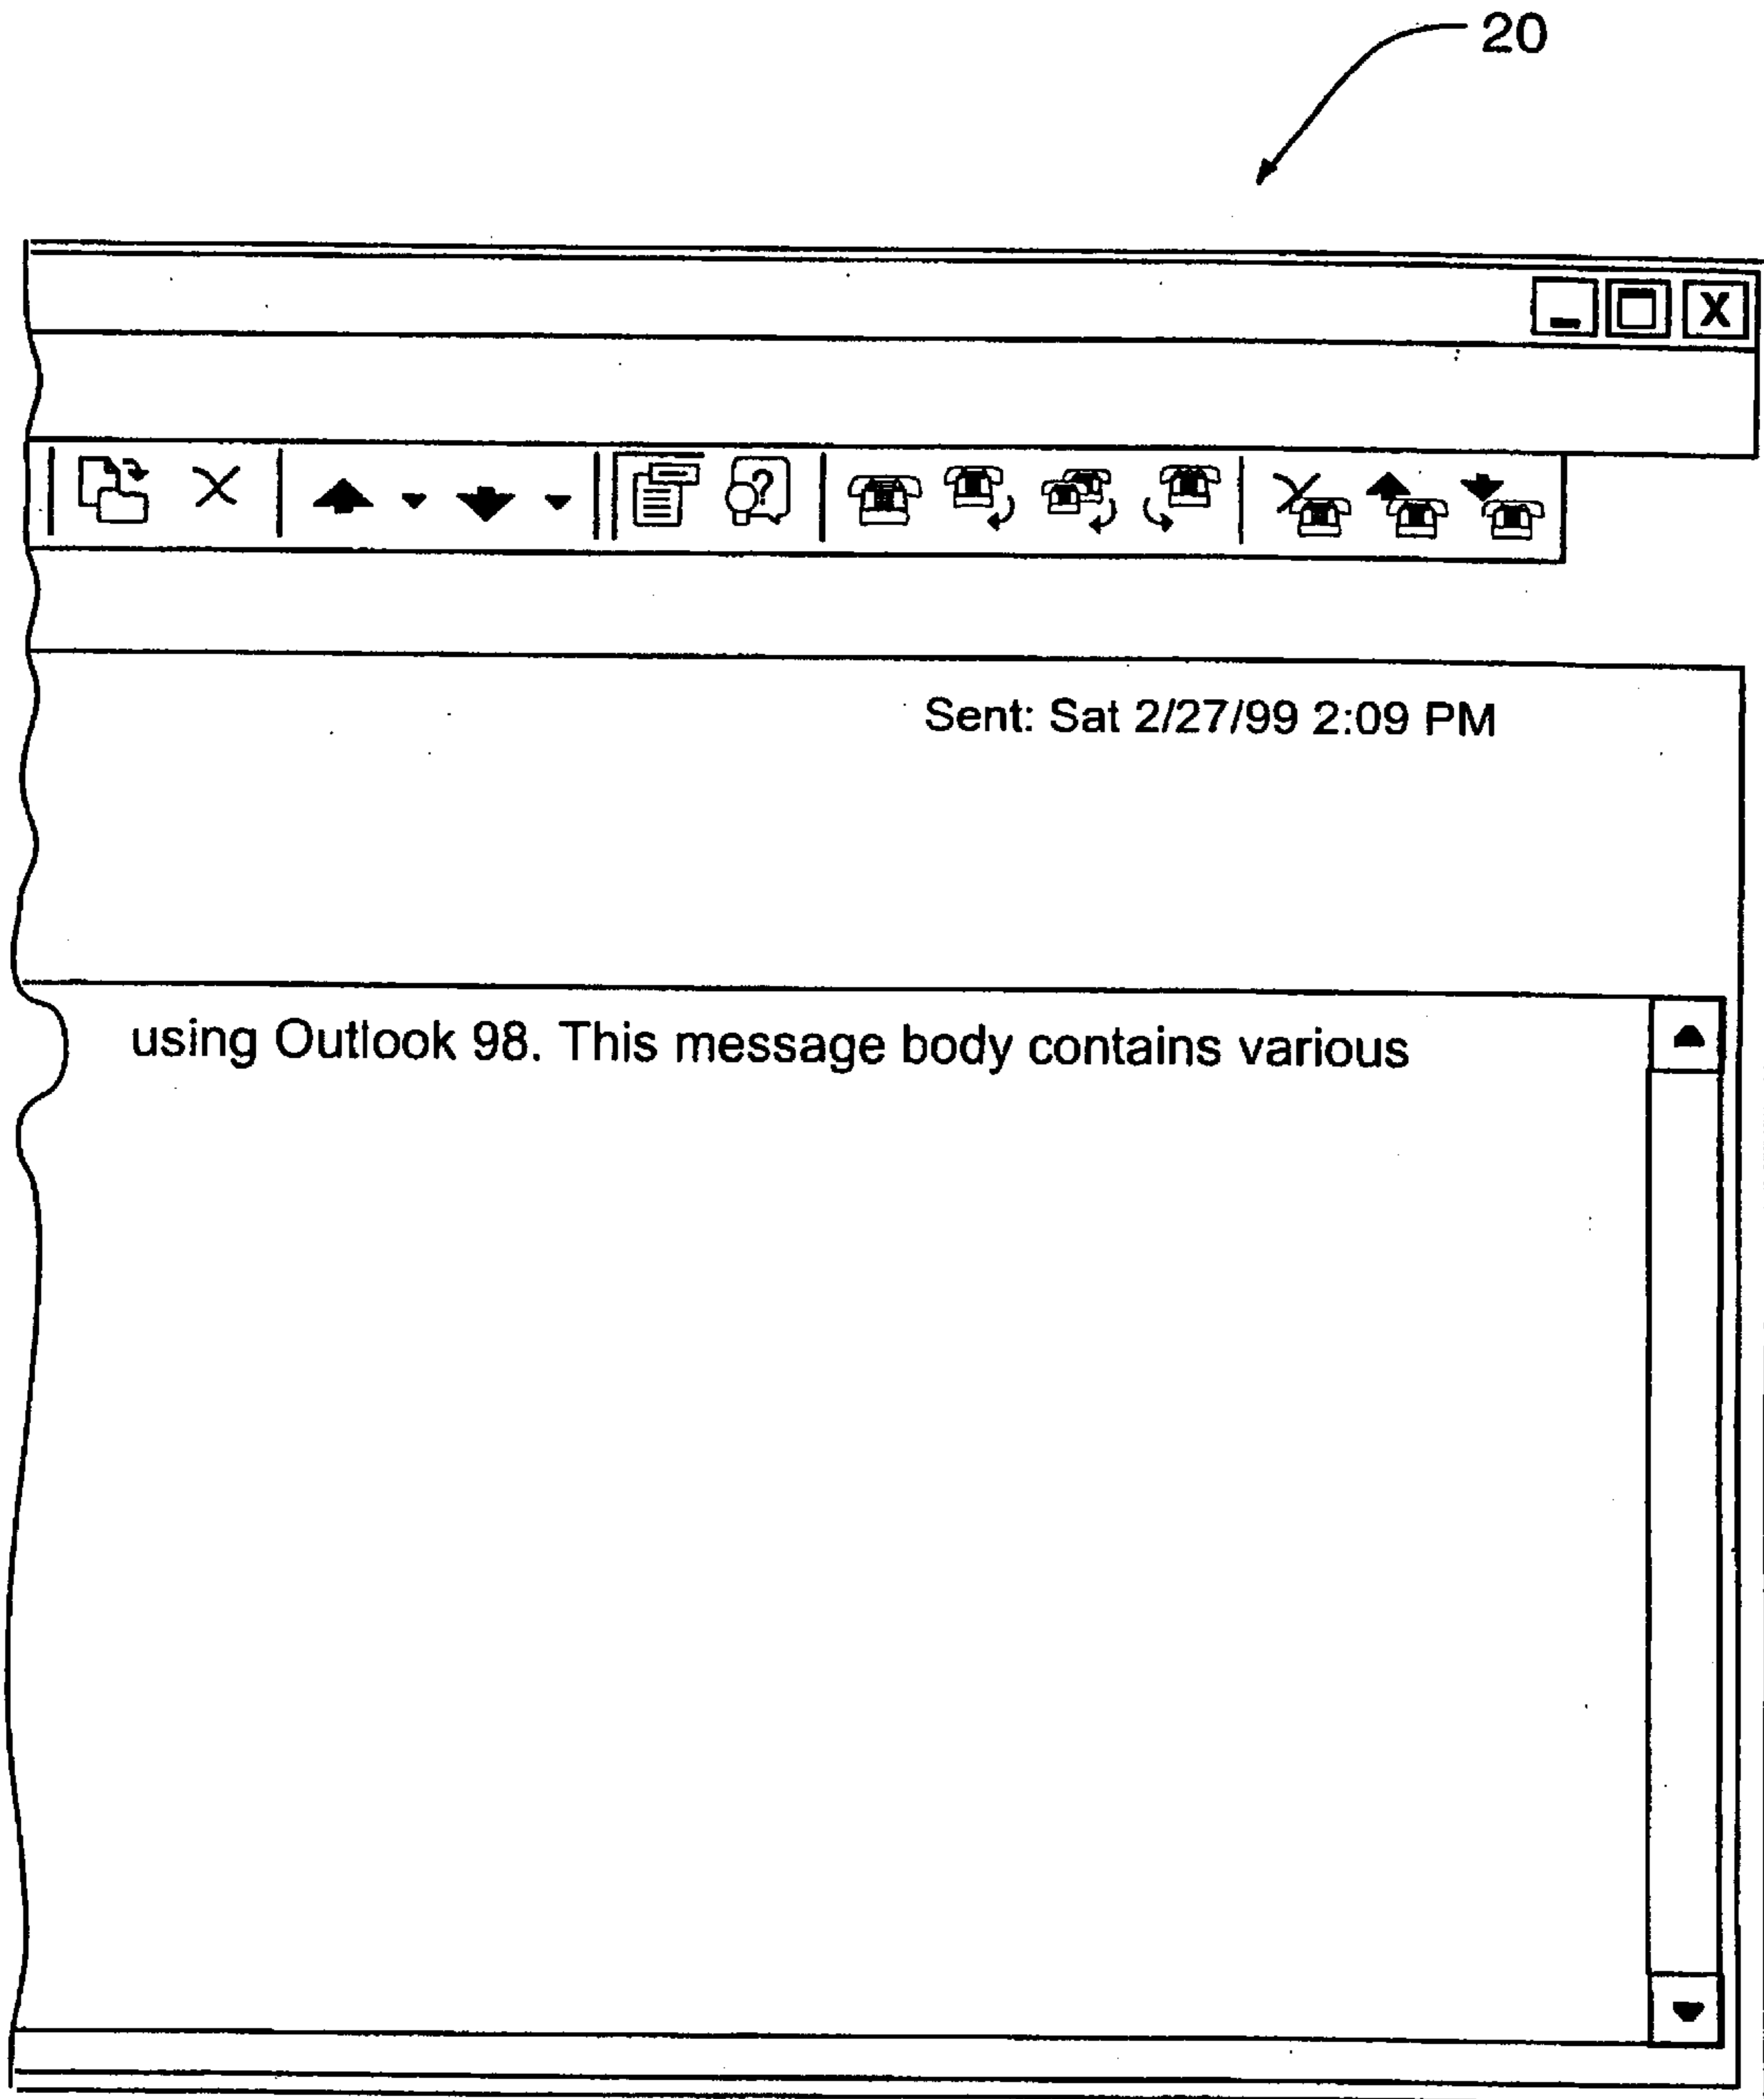 20
X
?
Sent: Sat 2/27/99 2:09 PM
using Outlook 98. This message body contains various